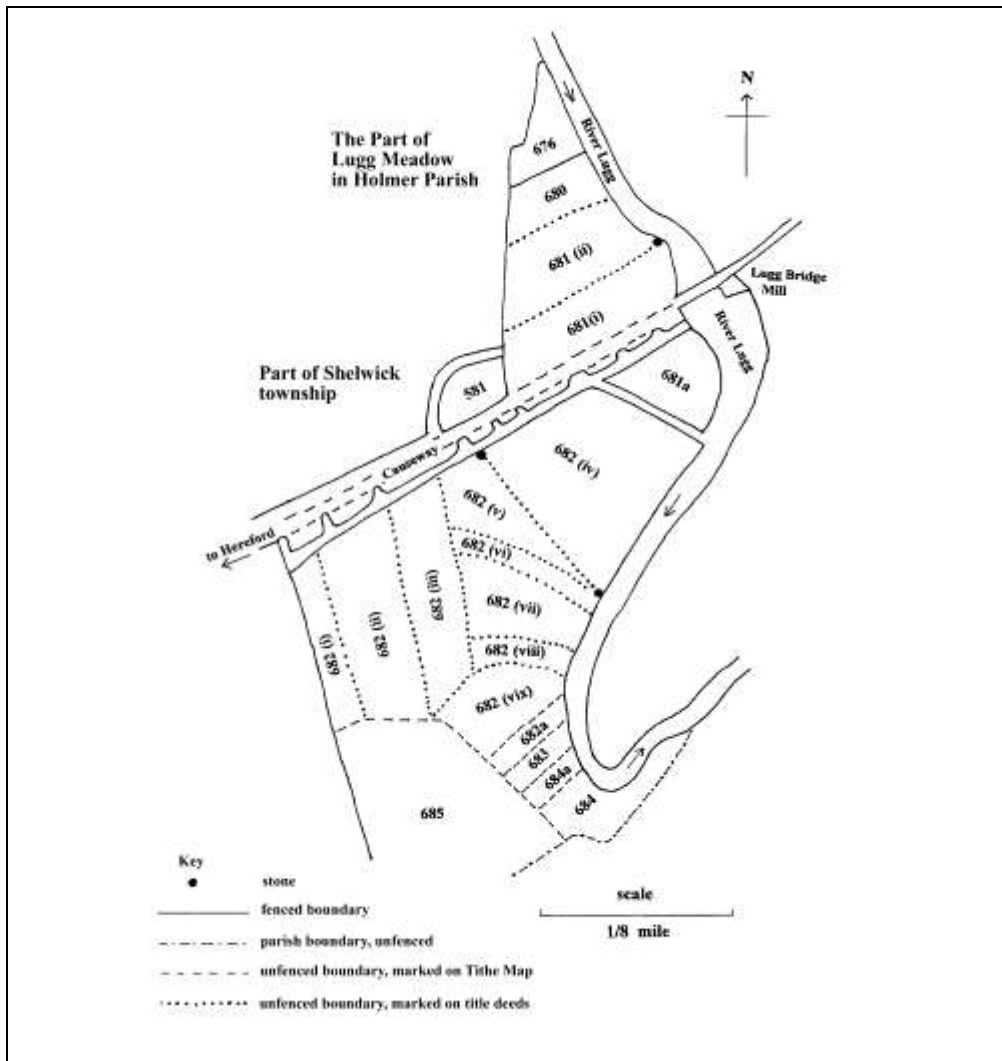 N
The Part of
Lugg Meadow
in Holmer Parish
676
River Lugg
680
681 (ii)
Lugg Bridge
Mill
681(i)
River Lugg
Part of Shelwick
township
581
681a
Causeway
682 (iv)
to Hereford
682 (v)
682 (vi)
682 (iii)
682 (ii)
682 (i)
682 (vii)
682 (viii)
682 (vix)
682a
683
684a
684
685
Key
stone
fenced boundary
parish boundary, unfenced
unfenced boundary, marked on Tithe Map
unfenced boundary, marked on title deeds
scale
1/8 mile